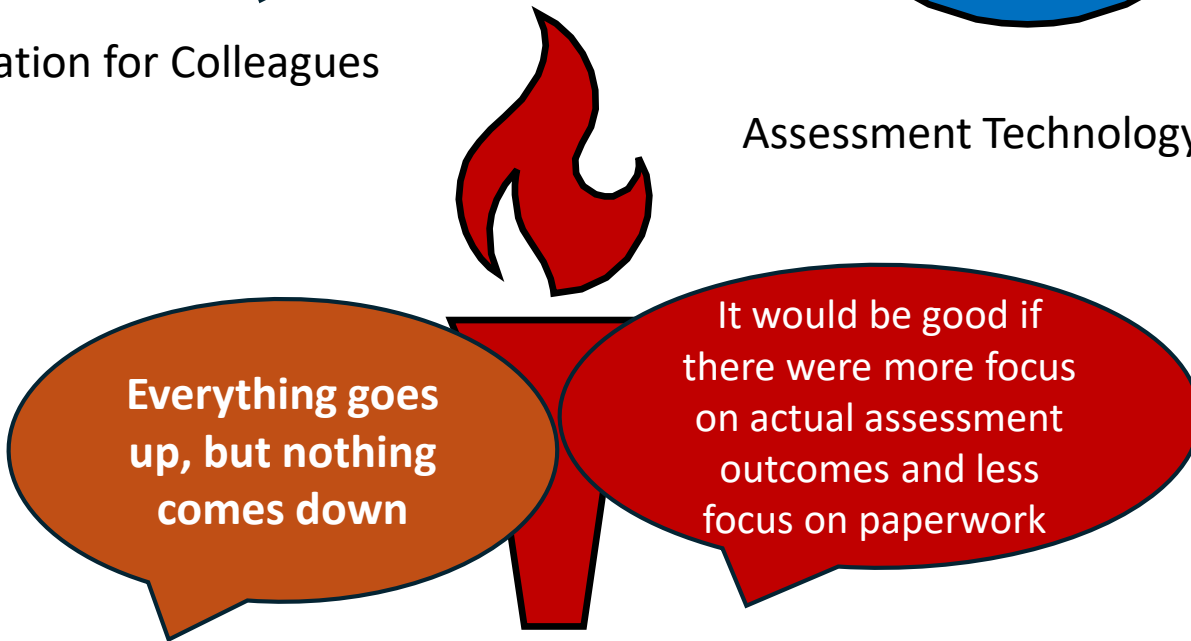 ation for Colleagues
Assessment Technology
Everything goes
up, but nothing
comes down
It would be good if
there were more focus
on actual assessment
outcomes and less
focus on paperwork